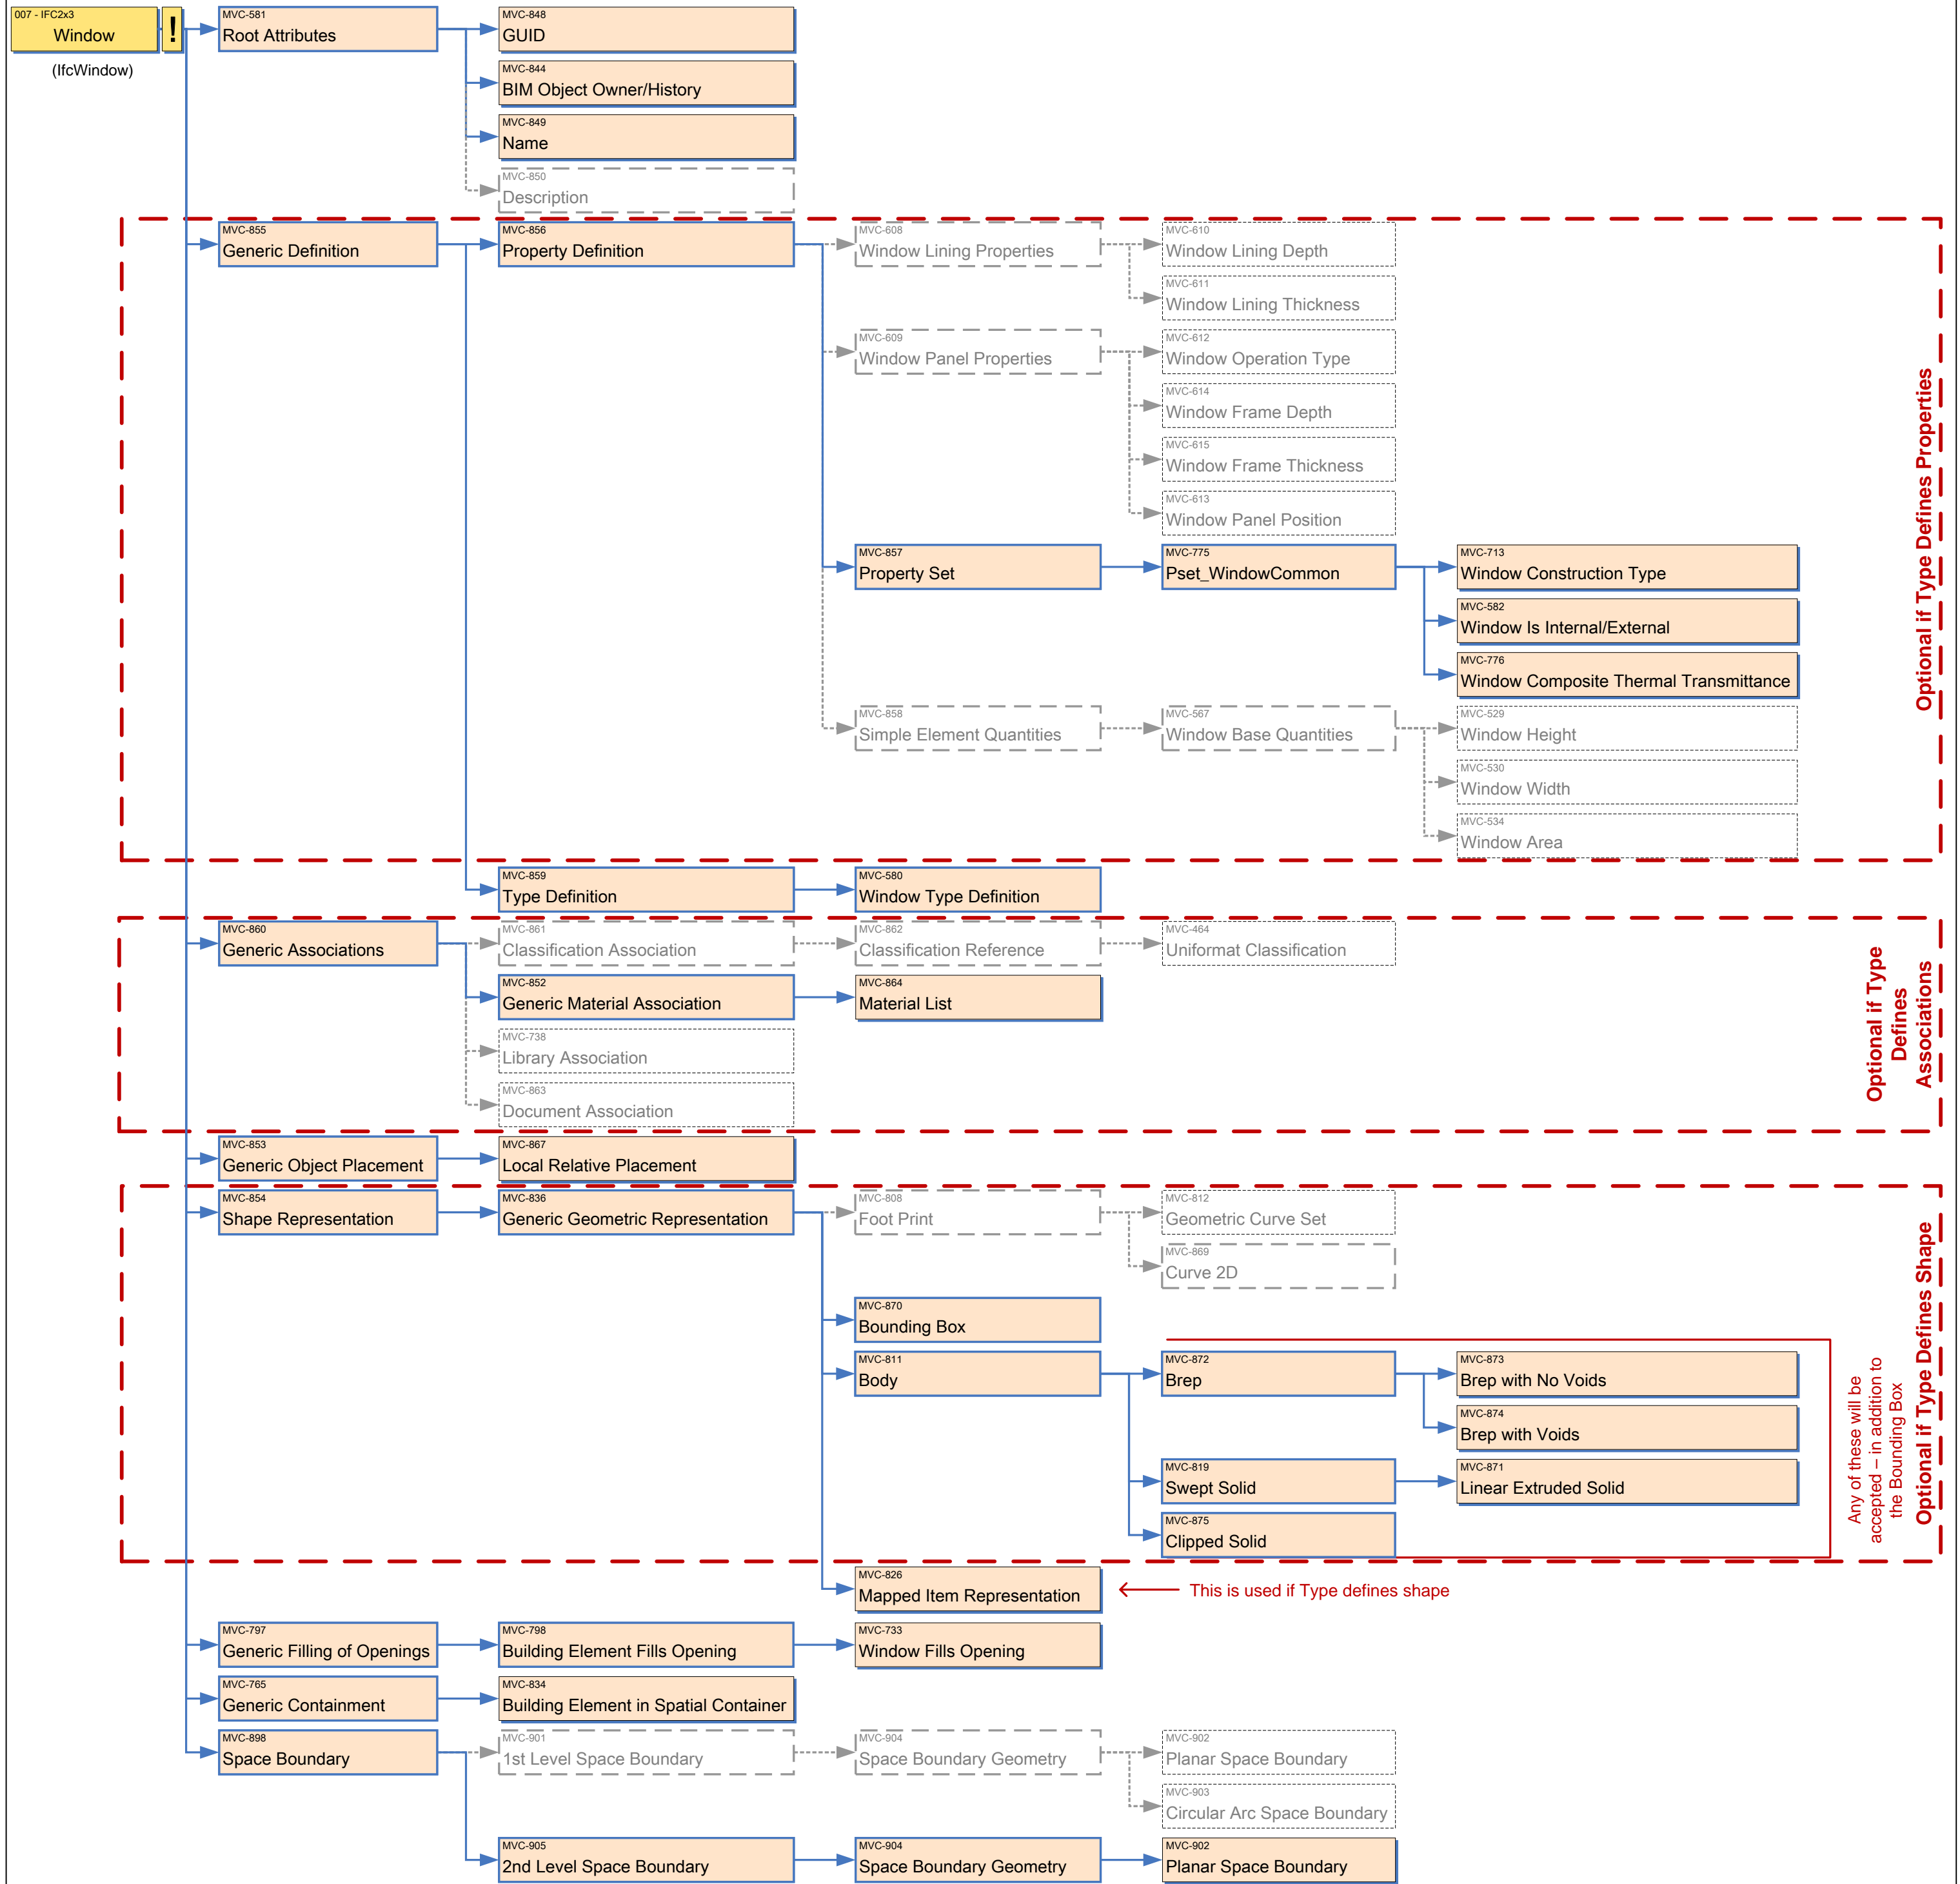 007 - IFC2x3
Window
!
(IfcWindow)
MVC-581
Root Attributes
MVC-848
GUID
MVC-844
BIM Object Owner/History
MVC-849
Name
MVC-850
Description
MVC-855
Generic Definition
MVC-856
Property Definition
MVC-608
Window Lining Properties
MVC-610
Window Lining Depth
MVC-611
Window Lining Thickness
MVC-609
Window Panel Properties
MVC-612
Window Operation Type
MVC-614
Window Frame Depth
MVC-615
Window Frame Thickness
MVC-613
Window Panel Position
MVC-857
Property Set
MVC-775
Pset_WindowCommon
MVC-713
Window Construction Type
MVC-582
Window Is Internal/External
MVC-776
Window Composite Thermal Transmittance
MVC-858
Simple Element Quantities
MVC-567
Window Base Quantities
MVC-529
Window Height
MVC-530
Window Width
MVC-534
Window Area
Optional if Type Defines Properties
MVC-859
Type Definition
MVC-580
Window Type Definition
MVC-860
Generic Associations
MVC-861
Classification Association
MVC-862
Classification Reference
MVC-464
Uniformat Classification
MVC-852
Generic Material Association
MVC-864
Material List
MVC-738
Library Association
MVC-863
Document Association
Optional if Type
Defines
Associations
MVC-853
Generic Object Placement
MVC-867
Local Relative Placement
MVC-854
Shape Representation
MVC-836
Generic Geometric Representation
MVC-808
Foot Print
MVC-812
Geometric Curve Set
MVC-869
Curve 2D
MVC-870
Bounding Box
MVC-811
Body
MVC-872
Brep
MVC-873
Brep with No Voids
MVC-874
Brep with Voids
MVC-819
Swept Solid
MVC-871
Linear Extruded Solid
MVC-875
Clipped Solid
Any of these will be
accepted – in addition to
the Bounding Box
Optional if Type Defines Shape
MVC-826
Mapped Item Representation
This is used if Type defines shape
MVC-797
Generic Filling of Openings
MVC-798
Building Element Fills Opening
MVC-733
Window Fills Opening
MVC-765
Generic Containment
MVC-834
Building Element in Spatial Container
MVC-898
Space Boundary
MVC-901
1st Level Space Boundary
MVC-904
Space Boundary Geometry
MVC-902
Planar Space Boundary
MVC-903
Circular Arc Space Boundary
MVC-905
2nd Level Space Boundary
MVC-904
Space Boundary Geometry
MVC-902
Planar Space Boundary